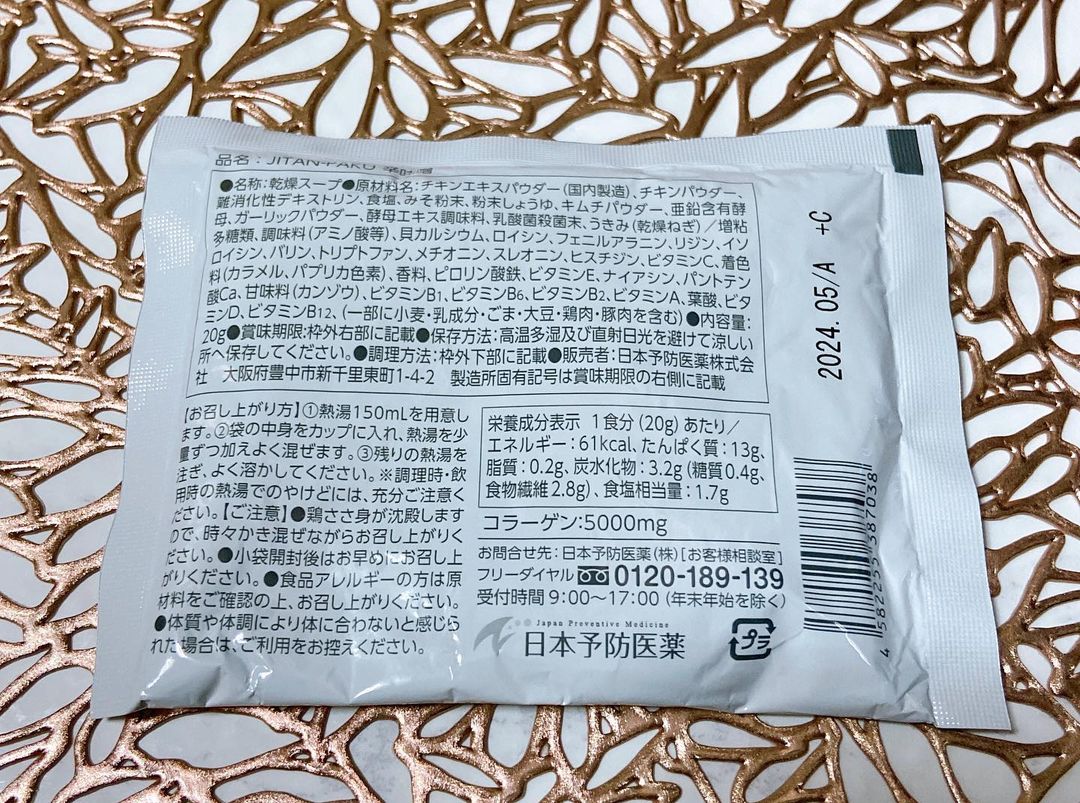 品名：JITAN+PAKU
●名称：乾燥スープ●原材料名：チキンエキスパウダー（国内製造）、チキンパウダー、
難消化性デキストリン、食塩、みそ粉末、粉末しょうゆ、キムチパウダー、亜鉛含有酵
母、ガーリックパウダー、酵母エキス調味料、乳酸菌殺菌末、うきみ（乾燥ねぎ）／増粘
多糖類、調味料（アミノ酸等）、貝カルシウム、ロイシン、フェニルアラニン、リジン、イソ
ロイシン、バリン、トリプトファン、メチオニン、スレオニン、ヒスチジン、ビタミンC、着色
料（カラメル、パプリカ色素）、香料、ピロリン酸鉄、ビタミンE、ナイアシン、パントテン
酸Ca、甘味料（カンゾウ）、ビタミンB1、ビタミンB6、ビタミンB2、ビタミンA、葉酸、ビタ
ミンD、ビタミンB12、（一部に小麦・乳成分・ごま・大豆・鶏肉・豚肉を含む）●内容量：
20g●賞味期限：枠外右部に記載●保存方法：高温多湿及び直射日光を避けて涼しい
所へ保存してください。●調理方法：枠外下部に記載●販売者：日本予防医薬株式会
社　大阪府豊中市新千里東町1-4-2　製造所固有記号は賞味期限の右側に記載
2024. 05/A +C
【お召し上がり方】①熱湯150mLを用意し
ます。②袋の中身をカップに入れ、熱湯を少
量ずつ加えよく混ぜます。③残りの熱湯を
注ぎ、よく溶かしてください。※調理時・飲
用時の熱湯でのやけどには、充分ご注意く
ださい。【ご注意】●鶏ささ身が沈殿します
ので、時々かき混ぜながらお召し上がりく
ださい。●小袋開封後はお早めにお召し上
がりください。●食品アレルギーの方は原
材料をご確認の上、お召し上がりください。
●体質や体調により体に合わないと感じら
れた場合は、ご利用をお控えください。
栄養成分表示　1食分（20g）あたり／
エネルギー：61kcal、たんぱく質：13g、
脂質：0.2g、炭水化物：3.2g（糖質0.4g、
食物繊維2.8g）、食塩相当量：1.7g
コラーゲン：5000mg
お問合せ先：日本予防医薬（株）［お客様相談室］
フリーダイヤル 0120-189-139
受付時間 9:00〜17:00（年末年始を除く）
Japan Preventive Medicine
日本予防医薬
プラ